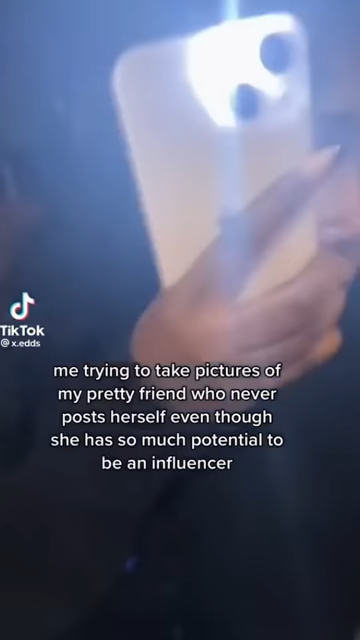 TikTok
@ x.edds
me trying to take pictures of
my pretty friend who never
posts herself even though
she has so much potential to
be an influencer